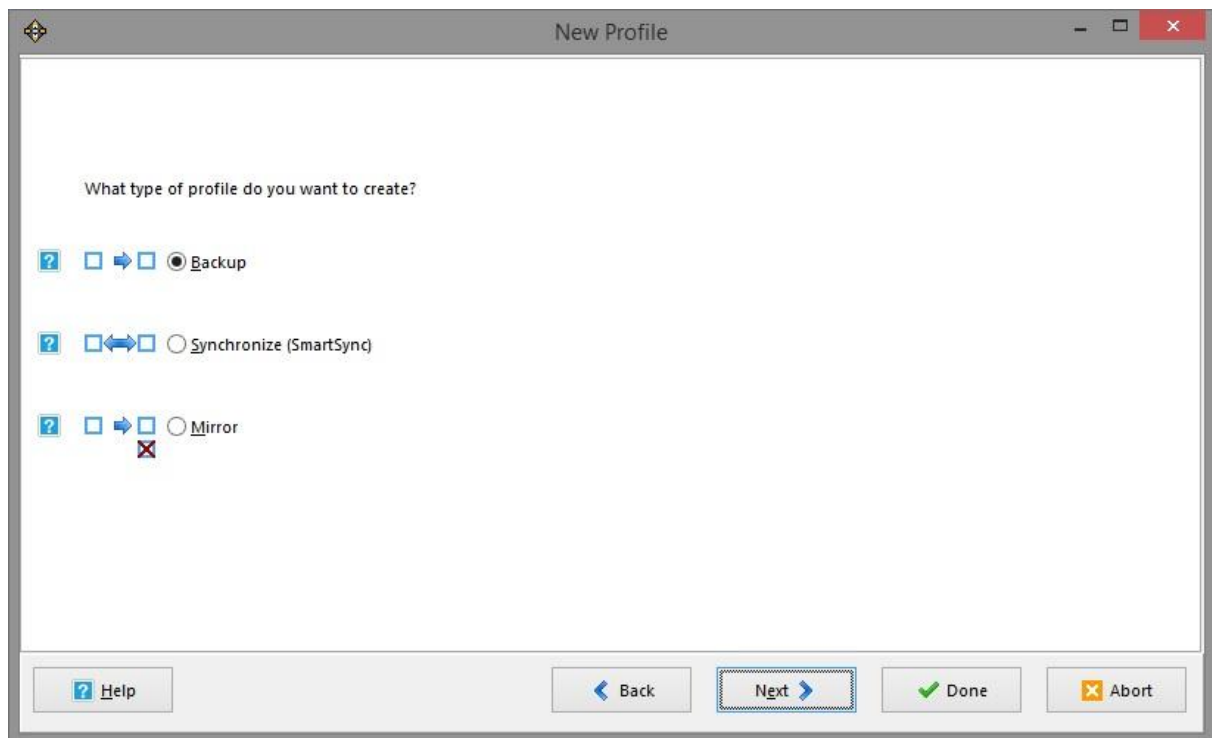 New Profile
What type of profile do you want to create?
Backup
Synchronize (SmartSync)
Mirror
Help
Back
Next
Done
Abort